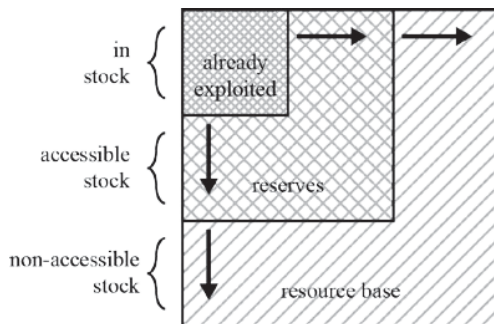 in
stock
already
exploited
accessible
stock
reserves
non-accessible
stock
resource base